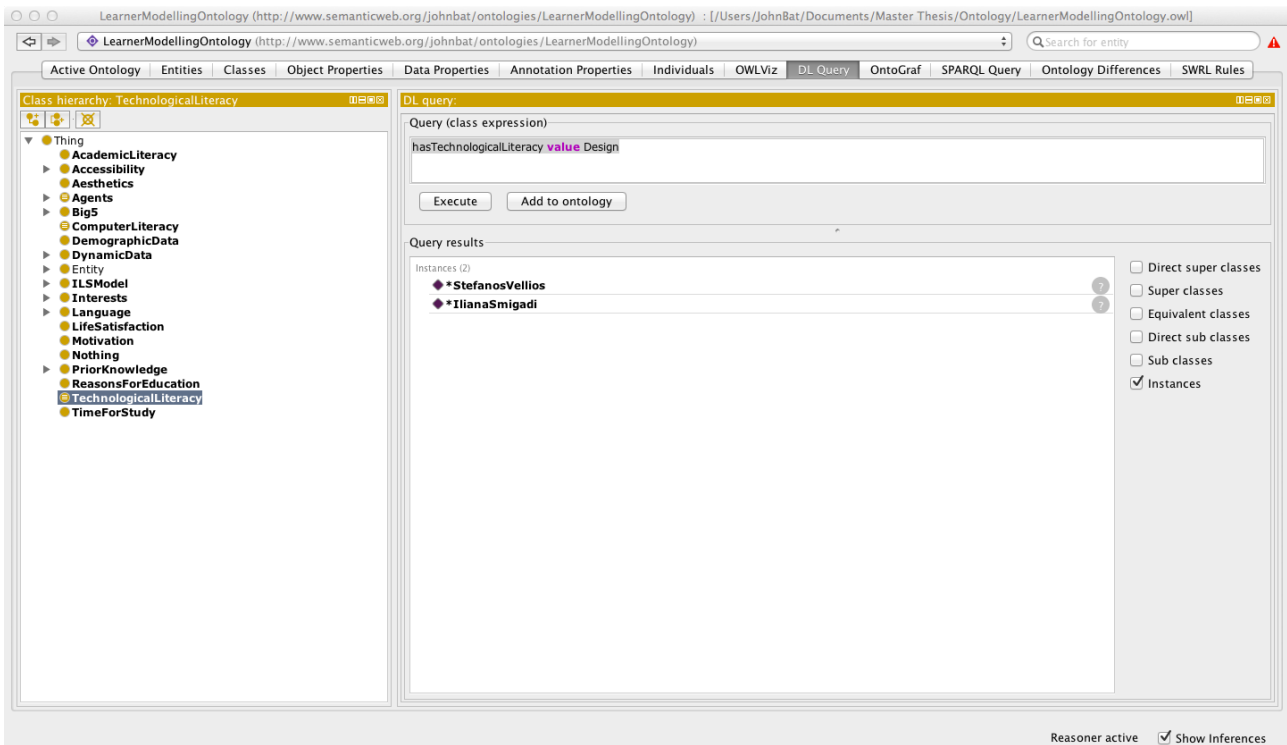 LearnerModellingOntology (http://www.semanticweb.org/johnbat/ontologies/LearnerModellingOntology) : [/Users/JohnBat/Documents/Master Thesis/Ontology/LearnerModellingOntology.owl]
LearnerModellingOntology (http://www.semanticweb.org/johnbat/ontologies/LearnerModellingOntology)
Search for entity
Active Ontology Entities Classes Object Properties Data Properties Annotation Properties Individuals OWLViz DL Query OntoGraf SPARQL Query Ontology Differences SWRL Rules
Class hierarchy: TechnologicalLiteracy
Thing
AcademicLiteracy
Accessibility
Aesthetics
Agents
Big5
ComputerLiteracy
DemographicData
DynamicData
Entity
ILSModel
Interests
Language
LifeSatisfaction
Motivation
Nothing
PriorKnowledge
ReasonsForEducation
TechnologicalLiteracy
TimeForStudy
DL query:
Query (class expression)
hasTechnologicalLiteracy value Design
Execute Add to ontology
Query results
Instances (2)
*StefanosVellios ?
*IlianaSmigadi ?
Direct super classes
Super classes
Equivalent classes
Direct sub classes
Sub classes
Instances
Reasoner active Show Inferences